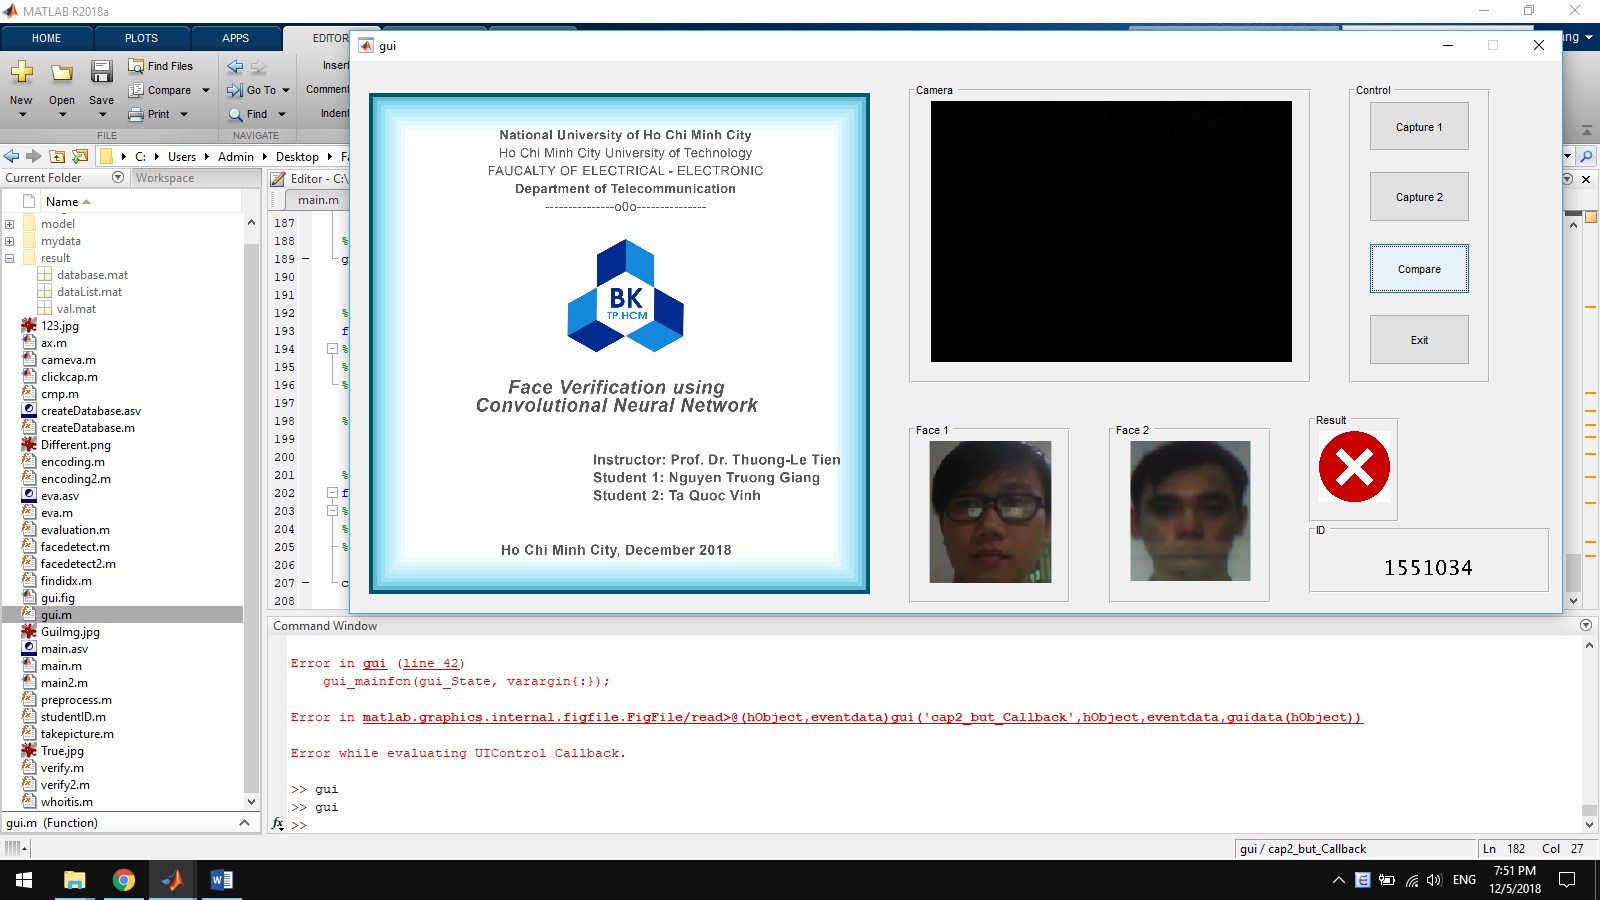 MATLAB R2018a
HOME PLOTS APPS EDITOR
New Open Save
Find Files
Compare
Print
Go To
Find
Insert
Comment
Indent
FILE NAVIGATE
C: Users Admin Desktop
Current Folder Workspace
Name
model
mydata
result
database.mat
dataList.mat
val.mat
123.jpg
ax.m
cameva.m
clickcap.m
cmp.m
createDatabase.asv
createDatabase.m
Different.png
encoding.m
encoding2.m
eva.asv
eva.m
evaluation.m
facedetect.m
facedetect2.m
findidx.m
gui.fig
gui.m
GuiImg.jpg
main.asv
main.m
main2.m
preprocess.m
studentID.m
takepicture.m
True.jpg
verify.m
verify2.m
whoitis.m
gui.m (Function)
Editor - C:\
main.m
187
188 %
189 g
190
191
192 %
193 f
194 %
195 %
196 %
197
198 %
199
200
201 %
202 f
203 %
204 %
205 %
206
207 c
208
gui
National University of Ho Chi Minh City
Ho Chi Minh City University of Technology
FAUCALTY OF ELECTRICAL - ELECTRONIC
Department of Telecommunication
---------------o0o---------------
BK
TP.HCM
Face Verification using
Convolutional Neural Network
Instructor: Prof. Dr. Thuong-Le Tien
Student 1: Nguyen Truong Giang
Student 2: Ta Quoc Vinh
Ho Chi Minh City, December 2018
Camera
Control
Capture 1
Capture 2
Compare
Exit
Face 1
Face 2
Result
ID
1551034
Command Window
Error in gui (line 42)
gui_mainfcn(gui_State, varargin{:});
Error in matlab.graphics.internal.figfile.FigFile/read>@(hObject,eventdata)gui('cap2_but_Callback',hObject,eventdata,guidata(hObject))
Error while evaluating UIControl Callback.
>> gui
>> gui
fx >>
gui / cap2_but_Callback Ln 182 Col 27
ENG
7:51 PM
12/5/2018